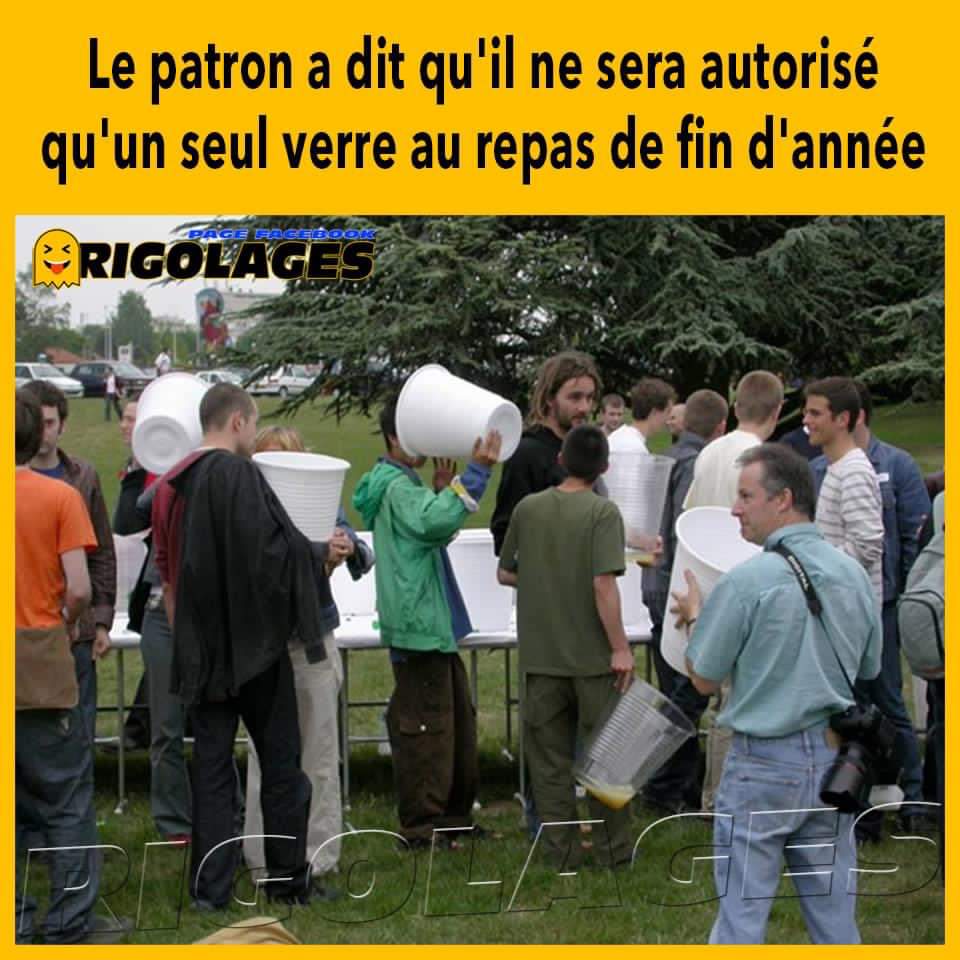 Le patron a dit qu'il ne sera autorisé
qu'un seul verre au repas de fin d'année
PAGE FACEBOOK
RIGOLAGES
RIGOLAGES